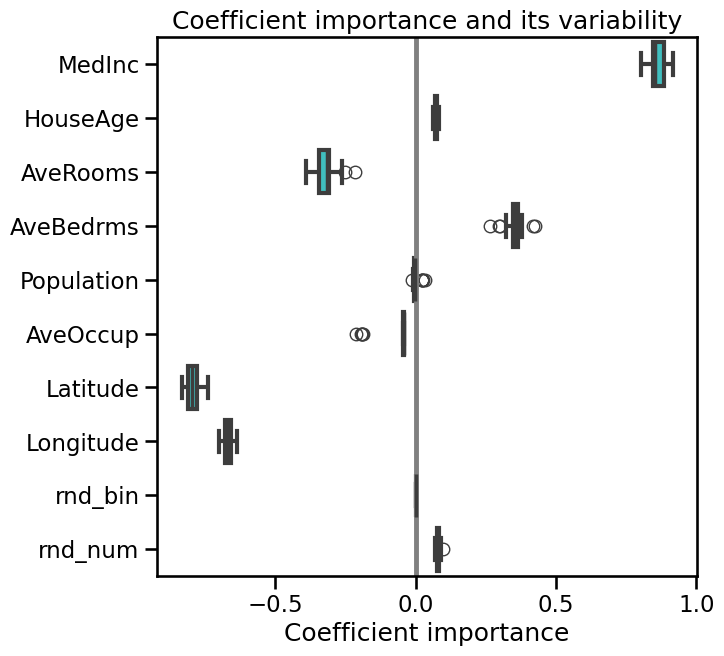 Coefficient importance and its variability
MedInc
HouseAge
AveRooms
AveBedrms
Population
AveOccup
Latitude
Longitude
rnd_bin
rnd_num
−0.5 0.0 0.5 1.0
Coefficient importance